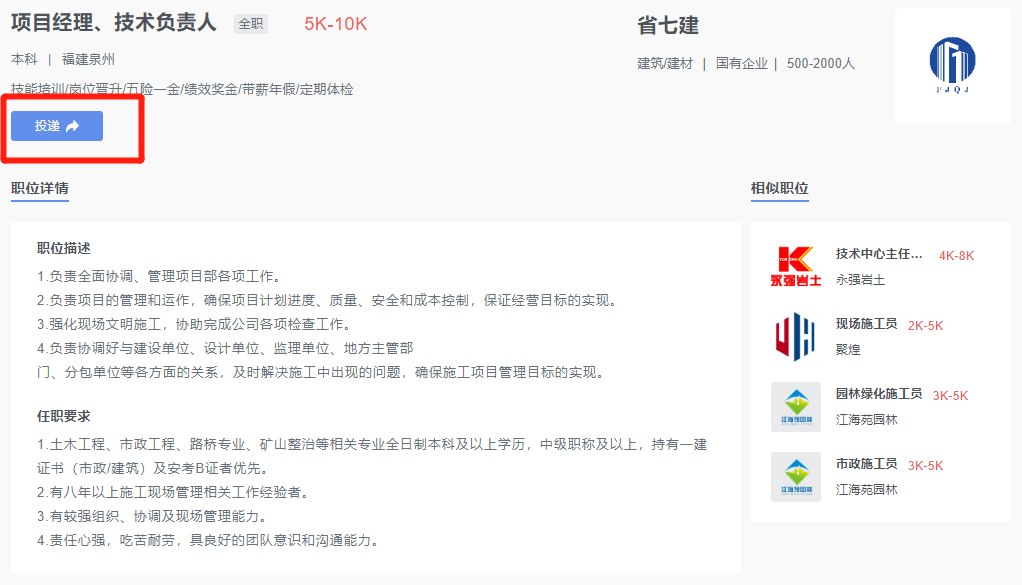 项目经理、技术负责人 全职 5K-10K
本科 | 福建泉州
技能培训/岗位晋升/五险一金/绩效奖金/带薪年假/定期体检
投递
省七建
建筑/建材 | 国有企业 | 500-2000人
FJQJ
职位详情
职位描述
1.负责全面协调、管理项目部各项工作。
2.负责项目的管理和运作，确保项目计划进度、质量、安全和成本控制，保证经营目标的实现。
3.强化现场文明施工，协助完成公司各项检查工作。
4.负责协调好与建设单位、设计单位、监理单位、地方主管部
门、分包单位等各方面的关系，及时解决施工中出现的问题，确保施工项目管理目标的实现。
任职要求
1.土木工程、市政工程、路桥专业、矿山整治等相关专业全日制本科及以上学历，中级职称及以上，持有一建
证书（市政/建筑）及安考B证者优先。
2.有八年以上施工现场管理相关工作经验者。
3.有较强组织、协调及现场管理能力。
4.责任心强，吃苦耐劳，具良好的团队意识和沟通能力。
相似职位
永强岩土
技术中心主任... 4K-8K
永强岩土
现场施工员 2K-5K
聚煌
江海苑园林
园林绿化施工员 3K-5K
江海苑园林
江海苑园林
市政施工员 3K-5K
江海苑园林